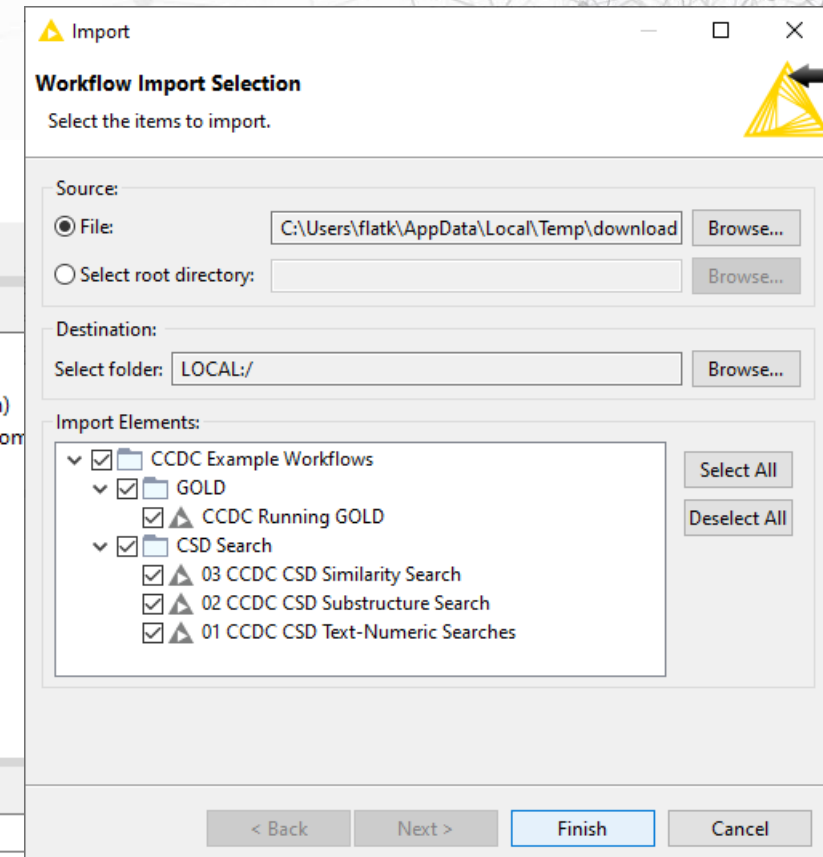 Import
Workflow Import Selection
Select the items to import.
Source:
File: C:\Users\flatk\AppData\Local\Temp\download Browse...
Select root directory: Browse...
Destination:
Select folder: LOCAL:/ Browse...
)
om
Import Elements:
CCDC Example Workflows
Select All
GOLD
CCDC Running GOLD
Deselect All
CSD Search
03 CCDC CSD Similarity Search
02 CCDC CSD Substructure Search
01 CCDC CSD Text-Numeric Searches
< Back Next > Finish Cancel